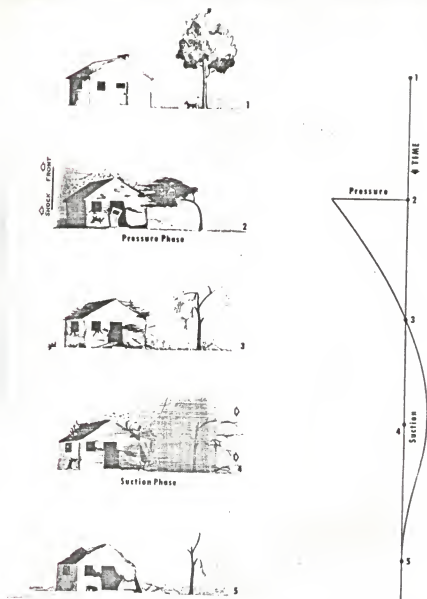 1
SHOCK FRONT
2
Pressure Phase
3
4
Suction Phase
5
1
TIME
Pressure
2
3
4
Suction
5